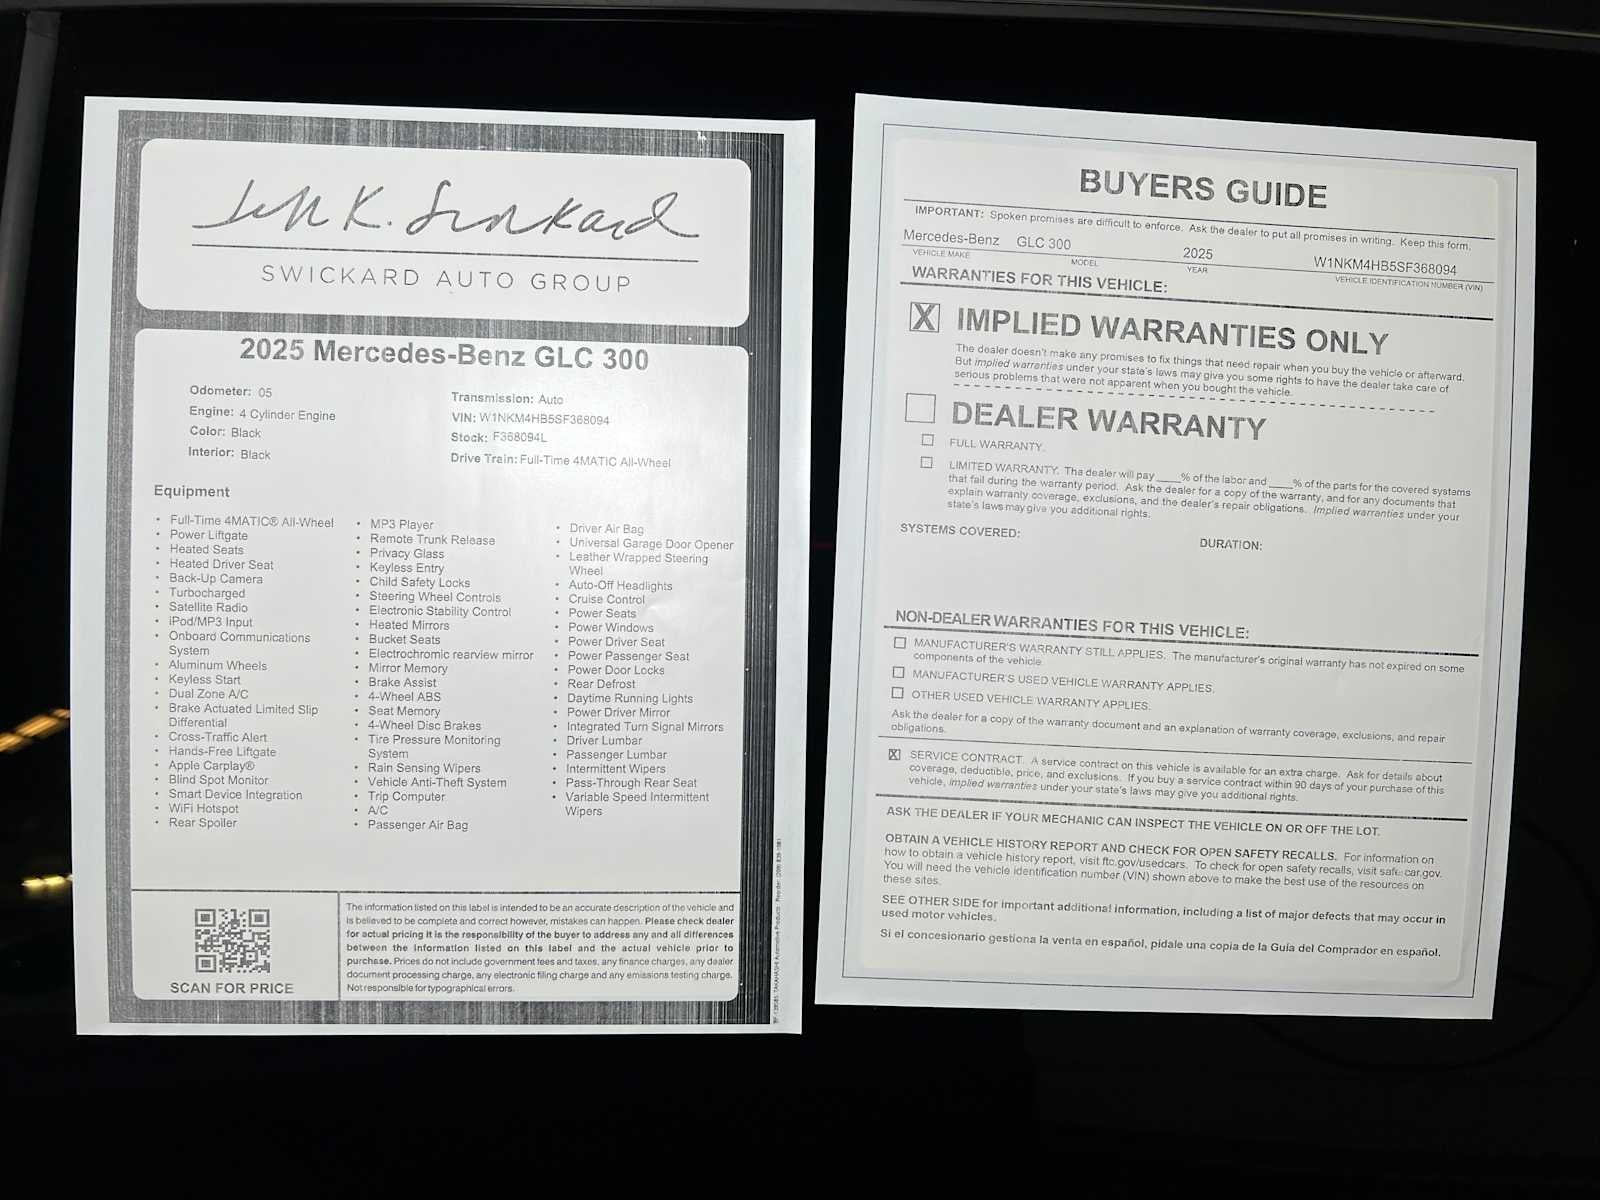 Jeff K. Swickard
SWICKARD AUTO GROUP
2025 Mercedes-Benz GLC 300
Odometer: 05
Engine: 4 Cylinder Engine
Color: Black
Interior: Black
Transmission: Auto
VIN: W1NKM4HB5SF368094
Stock: F368094L
Drive Train: Full-Time 4MATIC All-Wheel
Equipment
• Full-Time 4MATIC® All-Wheel
• Power Liftgate
• Heated Seats
• Heated Driver Seat
• Back-Up Camera
• Turbocharged
• Satellite Radio
• iPod/MP3 Input
• Onboard Communications
System
• Aluminum Wheels
• Keyless Start
• Dual Zone A/C
• Brake Actuated Limited Slip
Differential
• Cross-Traffic Alert
• Hands-Free Liftgate
• Apple Carplay®
• Blind Spot Monitor
• Smart Device Integration
• WiFi Hotspot
• Rear Spoiler
• MP3 Player
• Remote Trunk Release
• Privacy Glass
• Keyless Entry
• Child Safety Locks
• Steering Wheel Controls
• Electronic Stability Control
• Heated Mirrors
• Bucket Seats
• Electrochromic rearview mirror
• Mirror Memory
• Brake Assist
• 4-Wheel ABS
• Seat Memory
• 4-Wheel Disc Brakes
• Tire Pressure Monitoring
System
• Rain Sensing Wipers
• Vehicle Anti-Theft System
• Trip Computer
• A/C
• Passenger Air Bag
• Driver Air Bag
• Universal Garage Door Opener
• Leather Wrapped Steering
Wheel
• Auto-Off Headlights
• Cruise Control
• Power Seats
• Power Windows
• Power Driver Seat
• Power Passenger Seat
• Power Door Locks
• Rear Defrost
• Daytime Running Lights
• Power Driver Mirror
• Integrated Turn Signal Mirrors
• Driver Lumbar
• Passenger Lumbar
• Intermittent Wipers
• Pass-Through Rear Seat
• Variable Speed Intermittent
Wipers
SCAN FOR PRICE
The information listed on this label is intended to be an accurate description of the vehicle and
is believed to be complete and correct however, mistakes can happen. Please check dealer
for actual pricing it is the responsibility of the buyer to address any and all differences
between the information listed on this label and the actual vehicle prior to
purchase. Prices do not include government fees and taxes, any finance charges, any dealer
document processing charge, any electronic filing charge and any emissions testing charge.
Not responsible for typographical errors.
TAKAHASHI Automotive Products
BUYERS GUIDE
IMPORTANT: Spoken promises are difficult to enforce. Ask the dealer to put all promises in writing. Keep this form.
Mercedes-Benz GLC 300 2025 W1NKM4HB5SF368094
VEHICLE MAKE MODEL YEAR VEHICLE IDENTIFICATION NUMBER (VIN)
WARRANTIES FOR THIS VEHICLE:
X IMPLIED WARRANTIES ONLY
The dealer doesn't make any promises to fix things that need repair when you buy the vehicle or afterward.
But implied warranties under your state's laws may give you some rights to have the dealer take care of
serious problems that were not apparent when you bought the vehicle.
DEALER WARRANTY
FULL WARRANTY.
LIMITED WARRANTY. The dealer will pay ____% of the labor and ____% of the parts for the covered systems
that fail during the warranty period. Ask the dealer for a copy of the warranty, and for any documents that
explain warranty coverage, exclusions, and the dealer's repair obligations. Implied warranties under your
state's laws may give you additional rights.
SYSTEMS COVERED: DURATION:
NON-DEALER WARRANTIES FOR THIS VEHICLE:
MANUFACTURER'S WARRANTY STILL APPLIES. The manufacturer's original warranty has not expired on some
components of the vehicle.
MANUFACTURER'S USED VEHICLE WARRANTY APPLIES.
OTHER USED VEHICLE WARRANTY APPLIES.
Ask the dealer for a copy of the warranty document and an explanation of warranty coverage, exclusions, and repair
obligations.
X SERVICE CONTRACT. A service contract on this vehicle is available for an extra charge. Ask for details about
coverage, deductible, price, and exclusions. If you buy a service contract within 90 days of your purchase of this
vehicle, implied warranties under your state's laws may give you additional rights.
ASK THE DEALER IF YOUR MECHANIC CAN INSPECT THE VEHICLE ON OR OFF THE LOT.
OBTAIN A VEHICLE HISTORY REPORT AND CHECK FOR OPEN SAFETY RECALLS. For information on
how to obtain a vehicle history report, visit ftc.gov/usedcars. To check for open safety recalls, visit safercar.gov.
You will need the vehicle identification number (VIN) shown above to make the best use of the resources on
these sites.
SEE OTHER SIDE for important additional information, including a list of major defects that may occur in
used motor vehicles.
Si el concesionario gestiona la venta en español, pídale una copia de la Guía del Comprador en español.